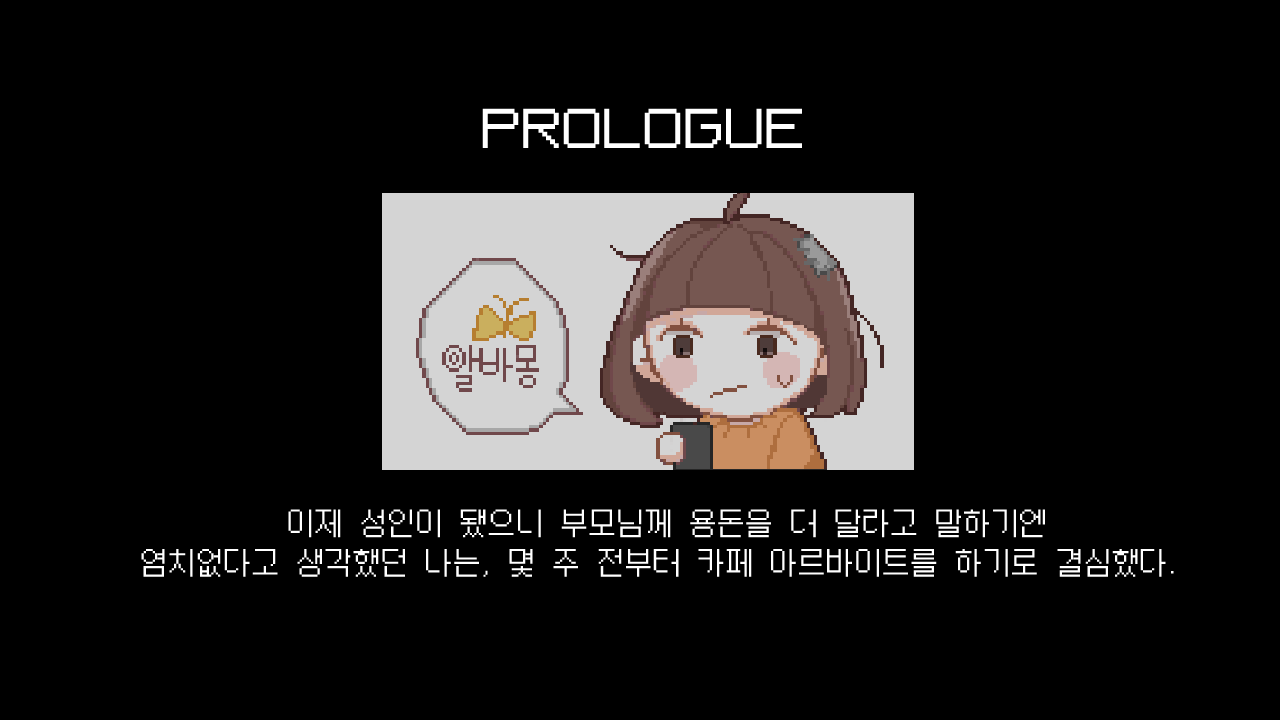 PROLOGUE
알바몽
이제 성인이 됐으니 부모님께 용돈을 더 달라고 말하기엔
염치없다고 생각했던 나는, 몇 주 전부터 카페 아르바이트를 하기로 결심했다.